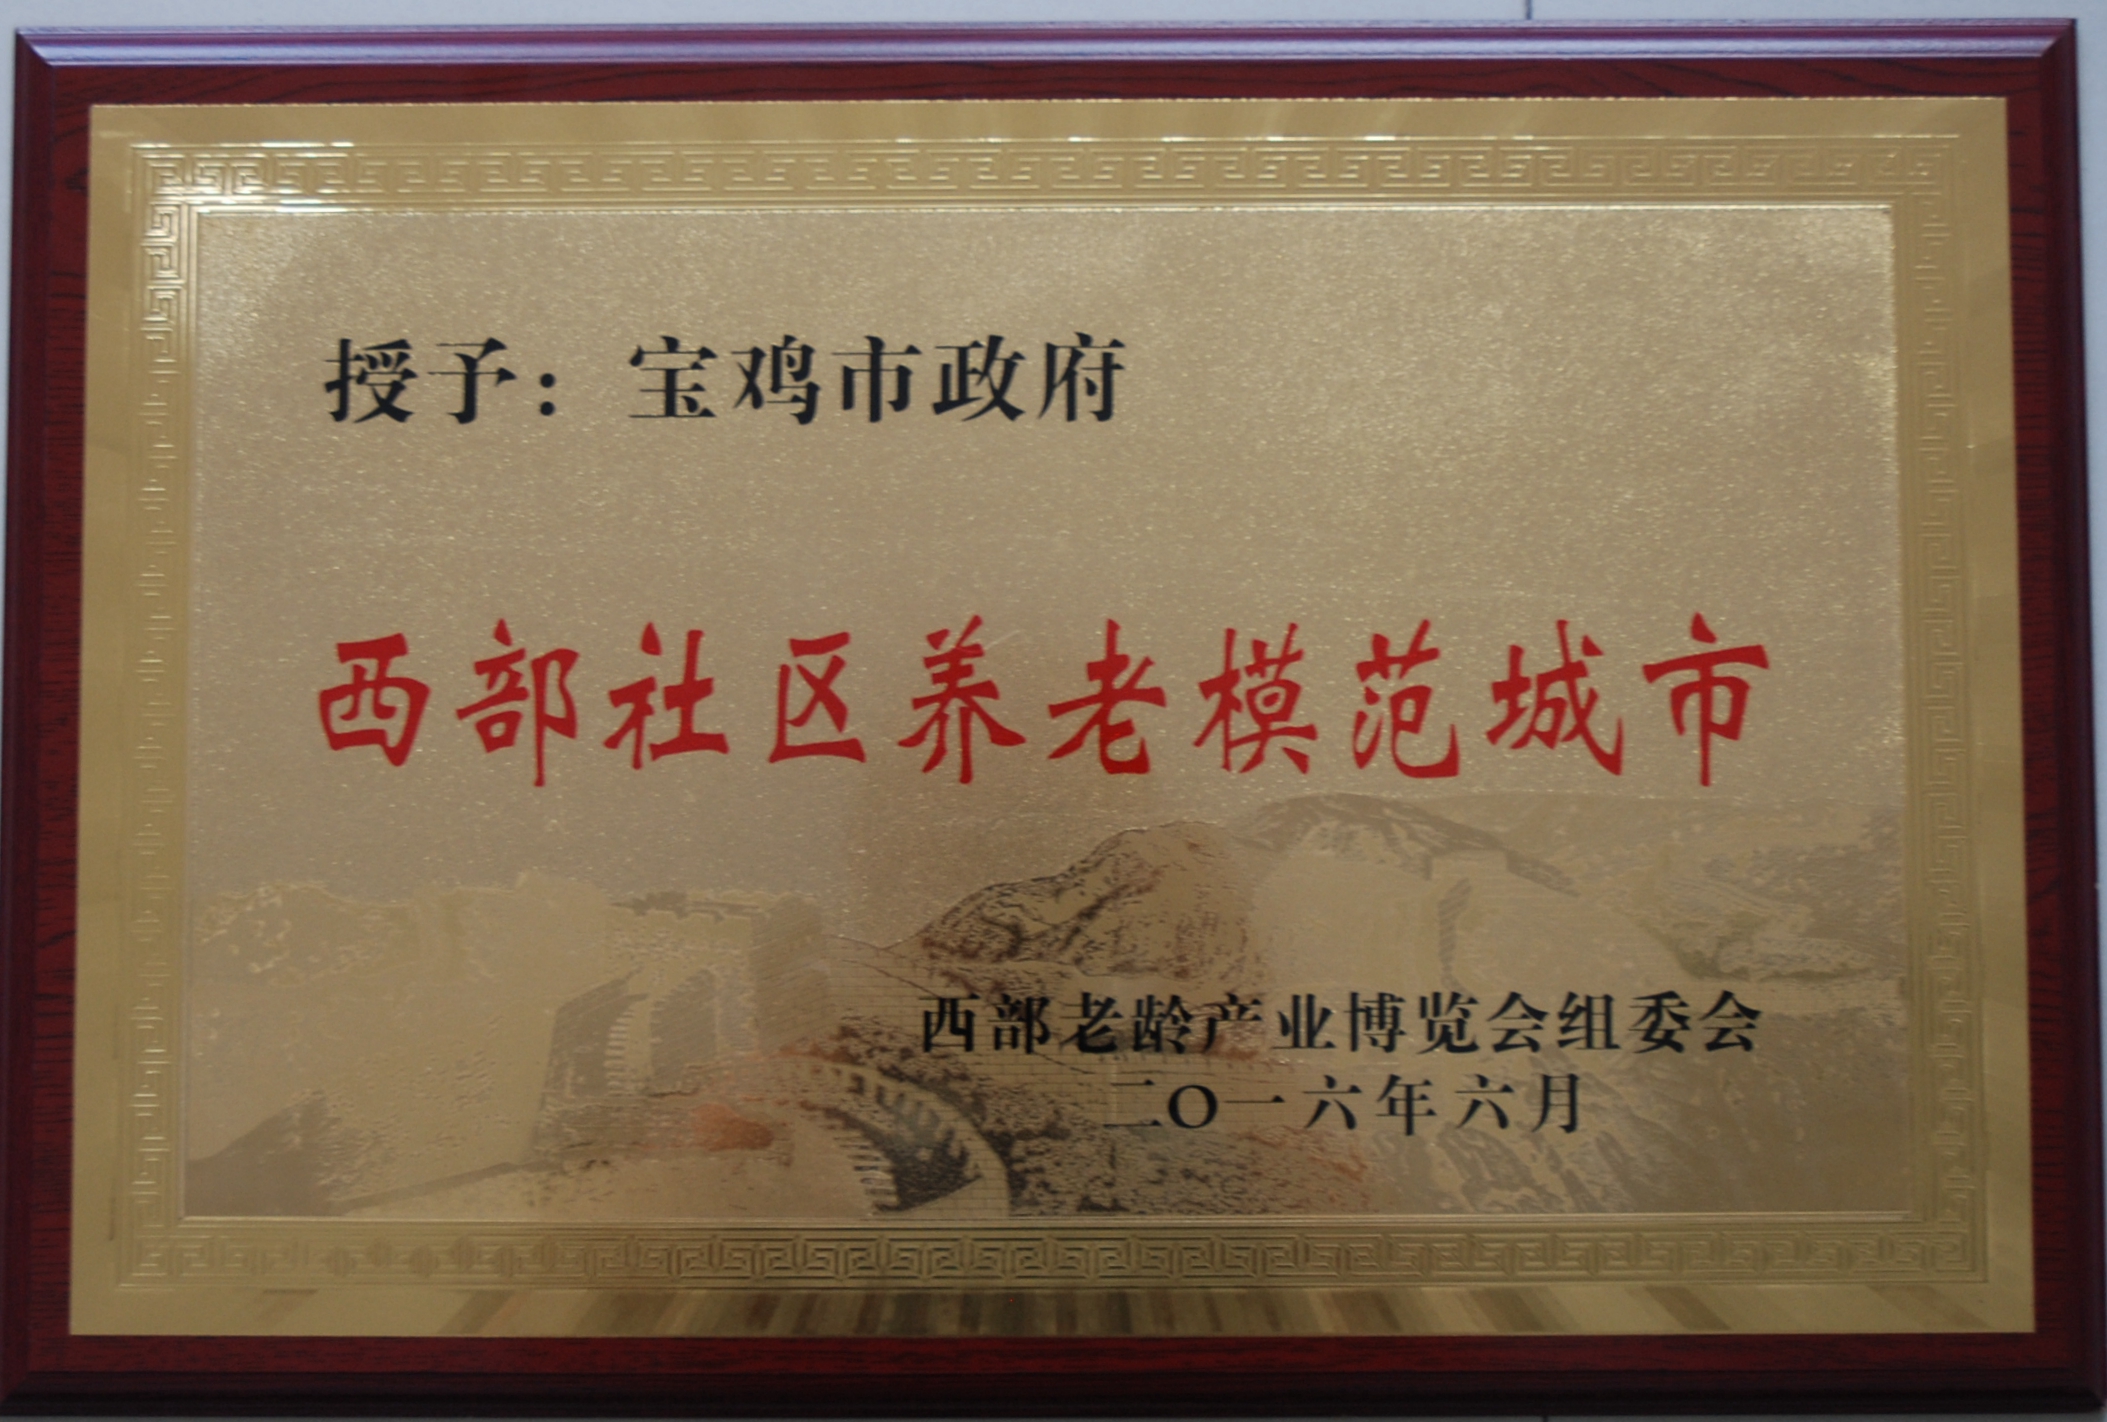 授予：宝鸡市政府
西部社区养老模范城市
西部老龄产业博览会组委会
二〇一六年六月